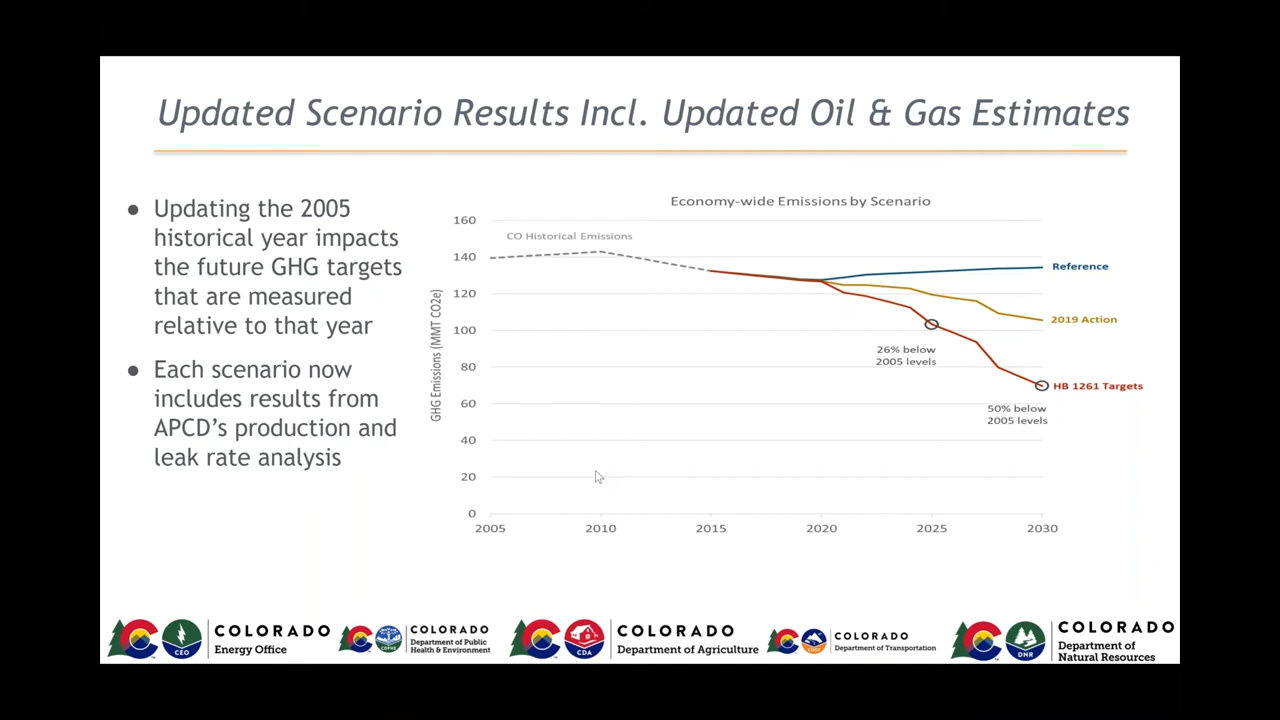 Updated Scenario Results Incl. Updated Oil & Gas Estimates
● Updating the 2005
historical year impacts
the future GHG targets
that are measured
relative to that year
● Each scenario now
includes results from
APCD's production and
leak rate analysis
Economy-wide Emissions by Scenario
GHG Emissions (MMT CO2e)
160
140
120
100
80
60
40
20
0
2005
2010
2015
2020
2025
2030
CO Historical Emissions
Reference
2019 Action
26% below
2005 levels
HB 1261 Targets
50% below
2005 levels
CEO
COLORADO
Energy Office
CDPHE
COLORADO
Department of Public
Health & Environment
CDA
COLORADO
Department of Agriculture
COLORADO
Department of Transportation
DNR
COLORADO
Department of
Natural Resources